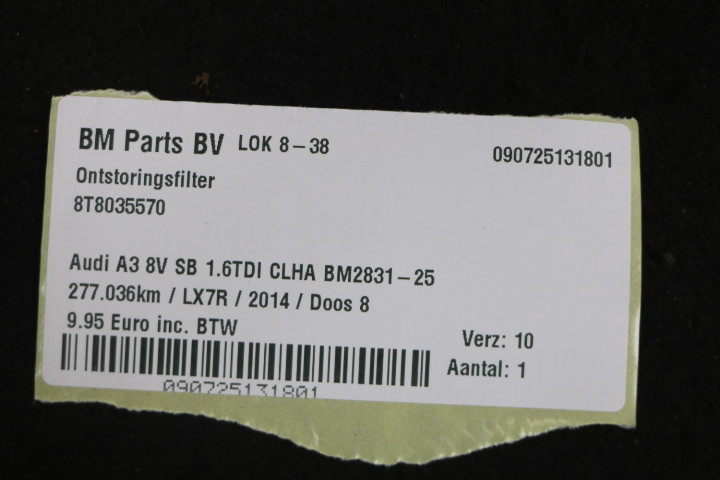 BM Parts BV LOK 8-38 090725131801
Ontstoringsfilter
8T8035570
Audi A3 8V SB 1.6TDI CLHA BM2831-25
277.036km / LX7R / 2014 / Doos 8
9.95 Euro inc. BTW
Verz: 10
Aantal: 1
090725131801